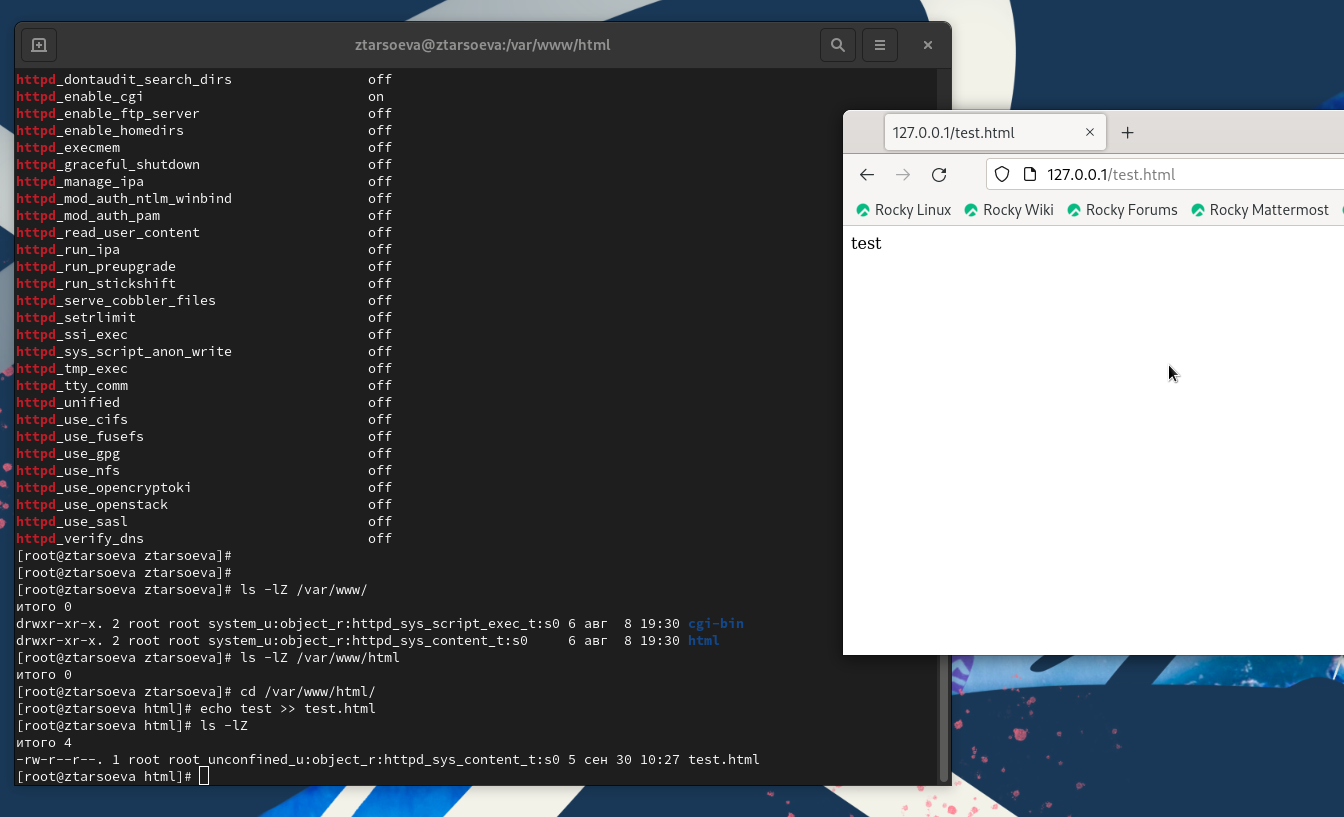 ztarsoeva@ztarsoeva:/var/www/html
httpd_dontaudit_search_dirs off
httpd_enable_cgi on
httpd_enable_ftp_server off
httpd_enable_homedirs off
httpd_execmem off
httpd_graceful_shutdown off
httpd_manage_ipa off
httpd_mod_auth_ntlm_winbind off
httpd_mod_auth_pam off
httpd_read_user_content off
httpd_run_ipa off
httpd_run_preupgrade off
httpd_run_stickshift off
httpd_serve_cobbler_files off
httpd_setrlimit off
httpd_ssi_exec off
httpd_sys_script_anon_write off
httpd_tmp_exec off
httpd_tty_comm off
httpd_unified off
httpd_use_cifs off
httpd_use_fusefs off
httpd_use_gpg off
httpd_use_nfs off
httpd_use_opencryptoki off
httpd_use_openstack off
httpd_use_sasl off
httpd_verify_dns off
[root@ztarsoeva ztarsoeva]#
[root@ztarsoeva ztarsoeva]#
[root@ztarsoeva ztarsoeva]# ls -lZ /var/www/
итого 0
drwxr-xr-x. 2 root root system_u:object_r:httpd_sys_script_exec_t:s0 6 авг 8 19:30 cgi-bin
drwxr-xr-x. 2 root root system_u:object_r:httpd_sys_content_t:s0 6 авг 8 19:30 html
[root@ztarsoeva ztarsoeva]# ls -lZ /var/www/html
итого 0
[root@ztarsoeva ztarsoeva]# cd /var/www/html/
[root@ztarsoeva html]# echo test >> test.html
[root@ztarsoeva html]# ls -lZ
итого 4
-rw-r--r--. 1 root root unconfined_u:object_r:httpd_sys_content_t:s0 5 сен 30 10:27 test.html
[root@ztarsoeva html]#
127.0.0.1/test.html
127.0.0.1/test.html
Rocky Linux Rocky Wiki Rocky Forums Rocky Mattermost
test